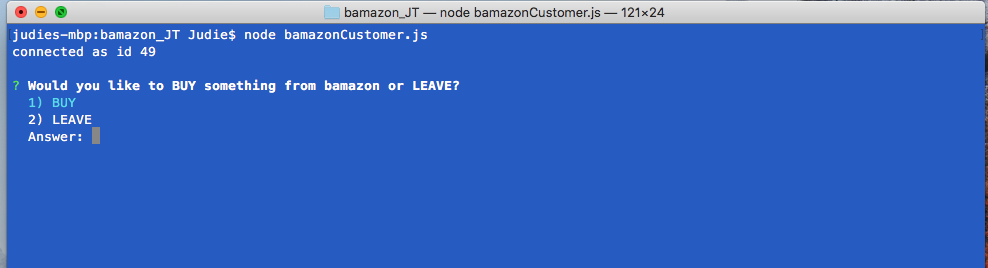 bamazon_JT — node bamazonCustomer.js — 121×24
judies-mbp:bamazon_JT Judie$ node bamazonCustomer.js
connected as id 49
? Would you like to BUY something from bamazon or LEAVE?
1) BUY
2) LEAVE
Answer: